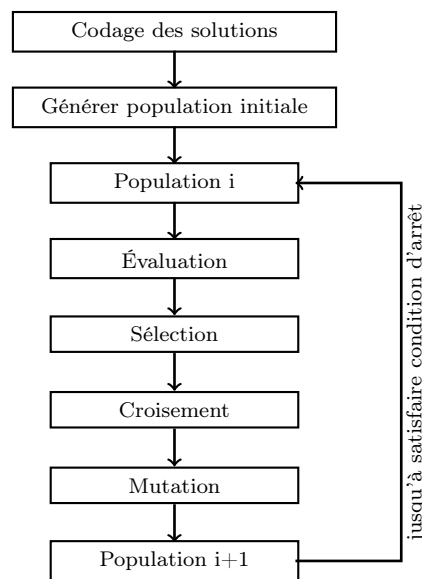 Codage des solutions
Générer population initiale
Population i
Évaluation
Sélection
Croisement
Mutation
Population i+1
jusqu'à satisfaire condition d'arrêt